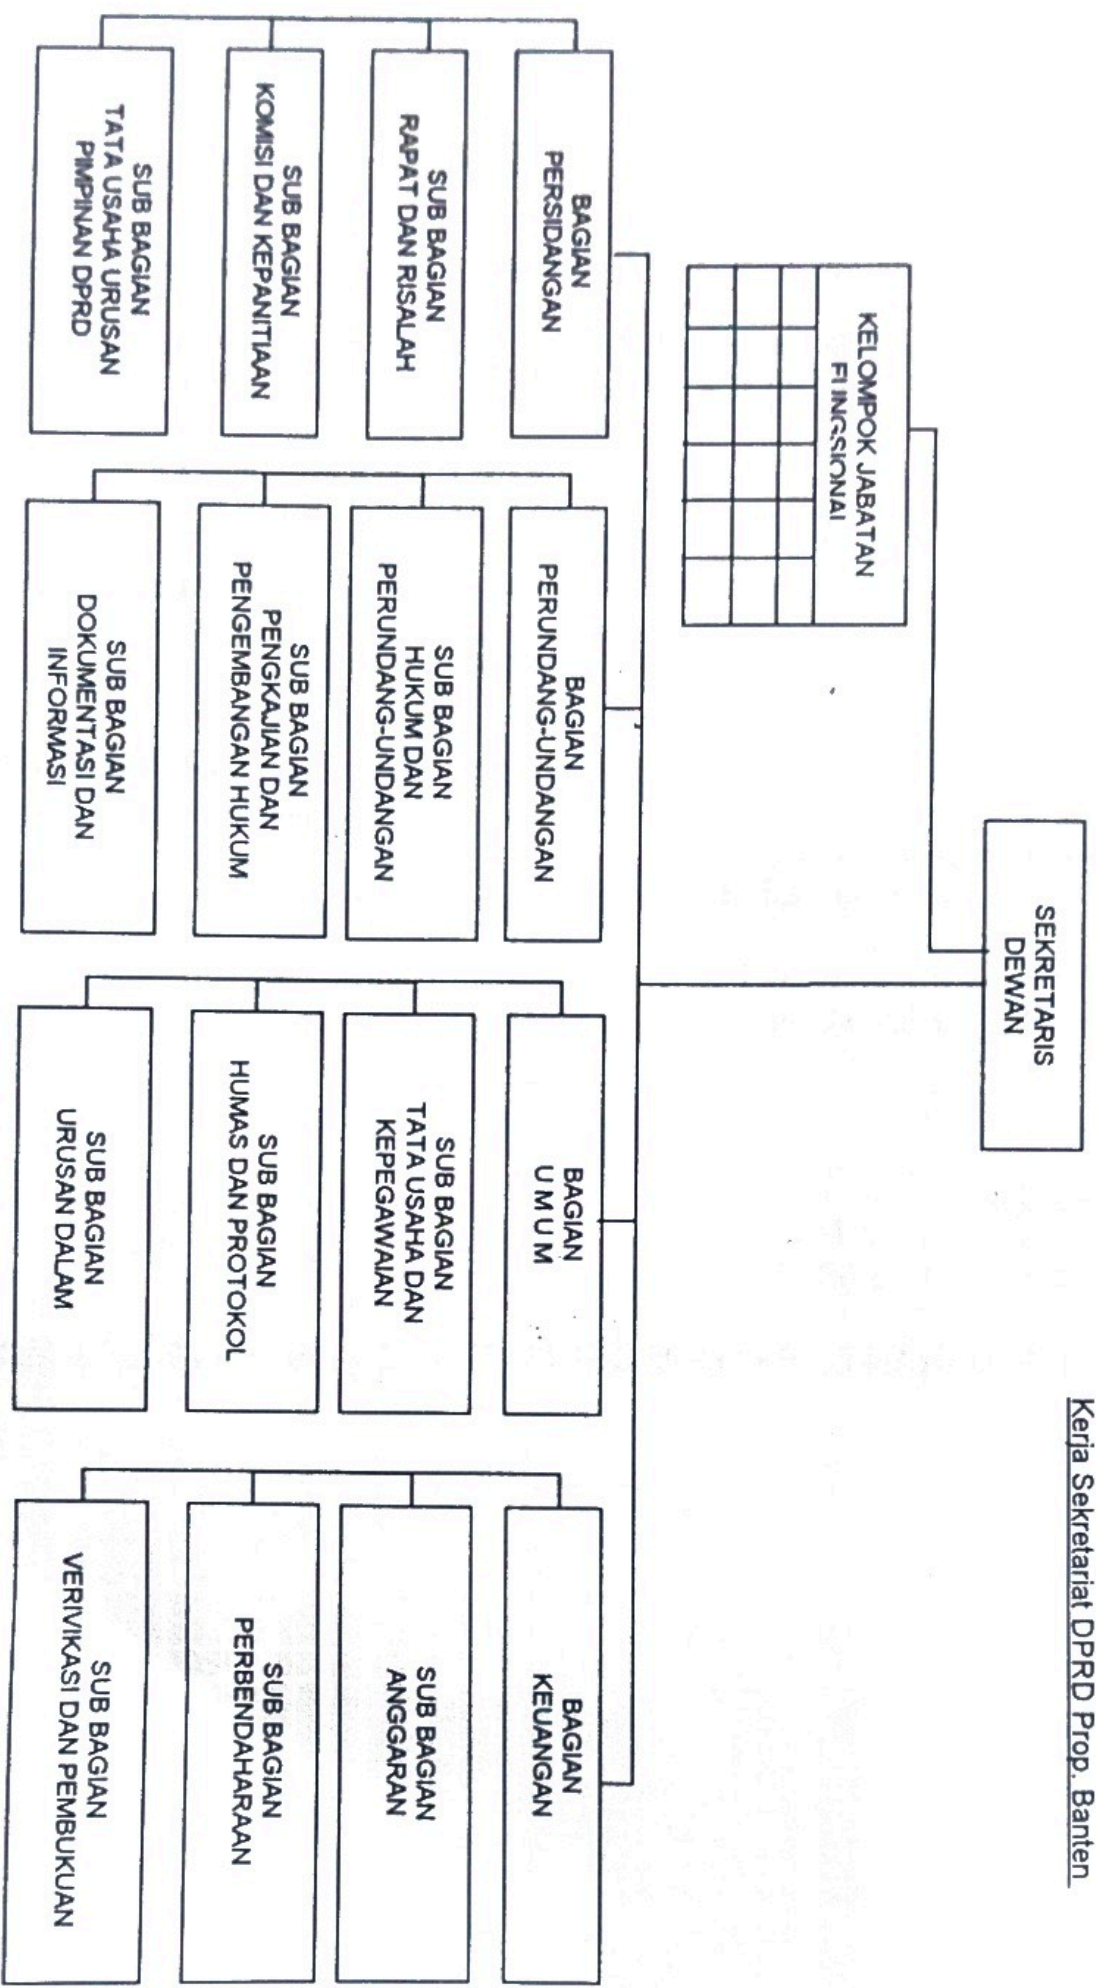 Kerja Sekretariat DPRD Prop. Banten
SEKRETARIS
DEWAN
KELOMPOK JABATAN
FUNGSIONAL
BAGIAN
PERSIDANGAN
SUB BAGIAN
RAPAT DAN RISALAH
SUB BAGIAN
KOMISI DAN KEPANITIAAN
SUB BAGIAN
TATA USAHA URUSAN
PIMPINAN DPRD
BAGIAN
PERUNDANG-UNDANGAN
SUB BAGIAN
HUKUM DAN
PERUNDANG-UNDANGAN
SUB BAGIAN
PENGKAJIAN DAN
PENGEMBANGAN HUKUM
SUB BAGIAN
DOKUMENTASI DAN
INFORMASI
BAGIAN
U M U M
SUB BAGIAN
TATA USAHA DAN
KEPEGAWAIAN
SUB BAGIAN
HUMAS DAN PROTOKOL
SUB BAGIAN
URUSAN DALAM
BAGIAN
KEUANGAN
SUB BAGIAN
ANGGARAN
SUB BAGIAN
PERBENDAHARAAN
SUB BAGIAN
VERIVIKASI DAN PEMBUKUAN